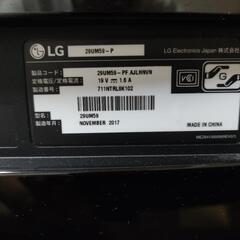 LG 29UM59-P
LG Electronics Japan 株式会社
製品コード : 29UM59-PF.AJLHNVN
定格電圧/定格電流 : 19 V ⎓ 1.6 A
製造番号 : 711NTRL8K102
型名 : 29UM59
製造年月 : NOVEMBER 2017
MADE IN CHINA